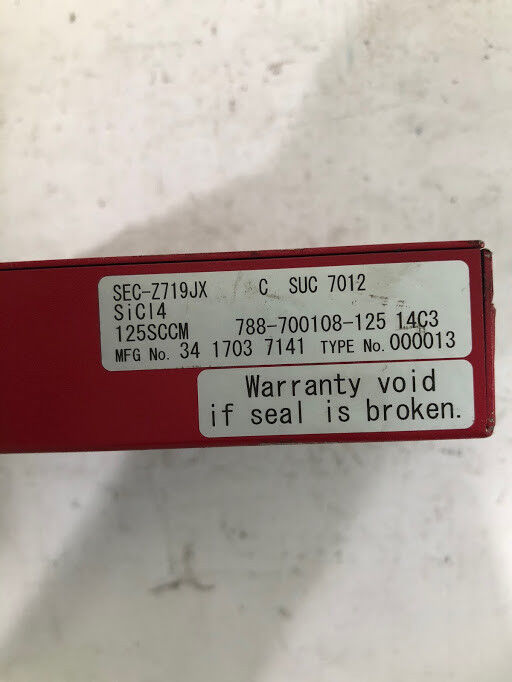 SEC-Z719JX C SUC 7012
SiCl4
125SCCM 788-700108-125 14C3
MFG No. 34 1703 7141 TYPE No. 000013
Warranty void
if seal is broken.